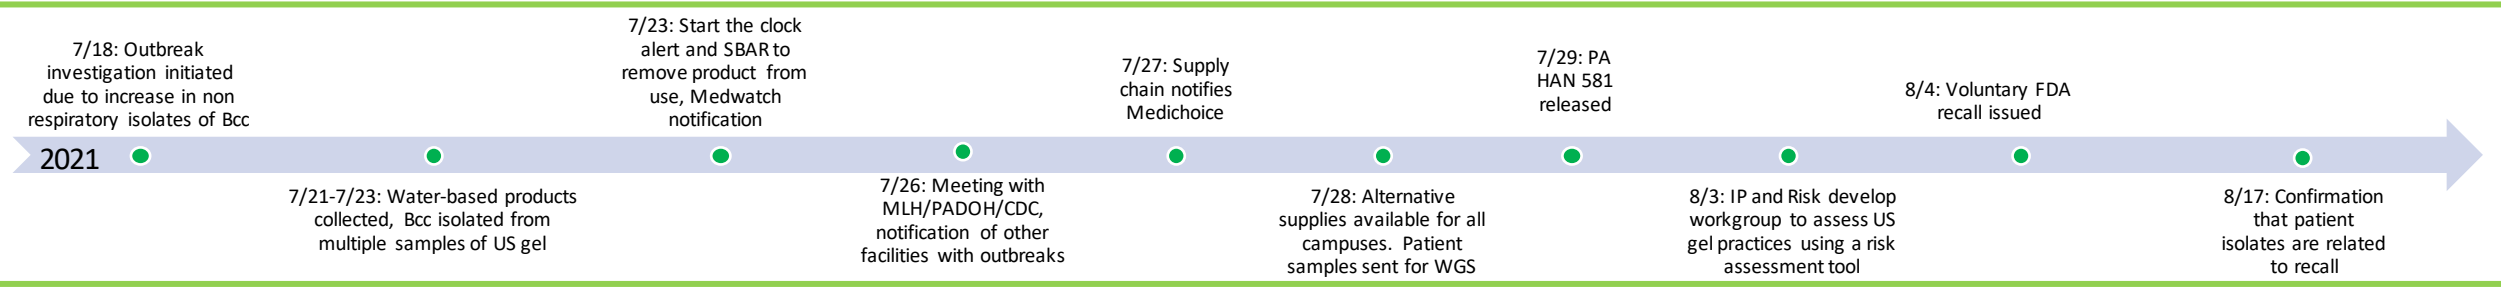 2021
7/18: Outbreak
investigation initiated
due to increase in non
respiratory isolates of Bcc
7/21-7/23: Water-based products
collected, Bcc isolated from
multiple samples of US gel
7/23: Start the clock
alert and SBAR to
remove product from
use, Medwatch
notification
7/26: Meeting with
MLH/PADOH/CDC,
notification of other
facilities with outbreaks
7/27: Supply
chain notifies
Medichoice
7/28: Alternative
supplies available for all
campuses. Patient
samples sent for WGS
7/29: PA
HAN 581
released
8/3: IP and Risk develop
workgroup to assess US
gel practices using a risk
assessment tool
8/4: Voluntary FDA
recall issued
8/17: Confirmation
that patient
isolates are related
to recall